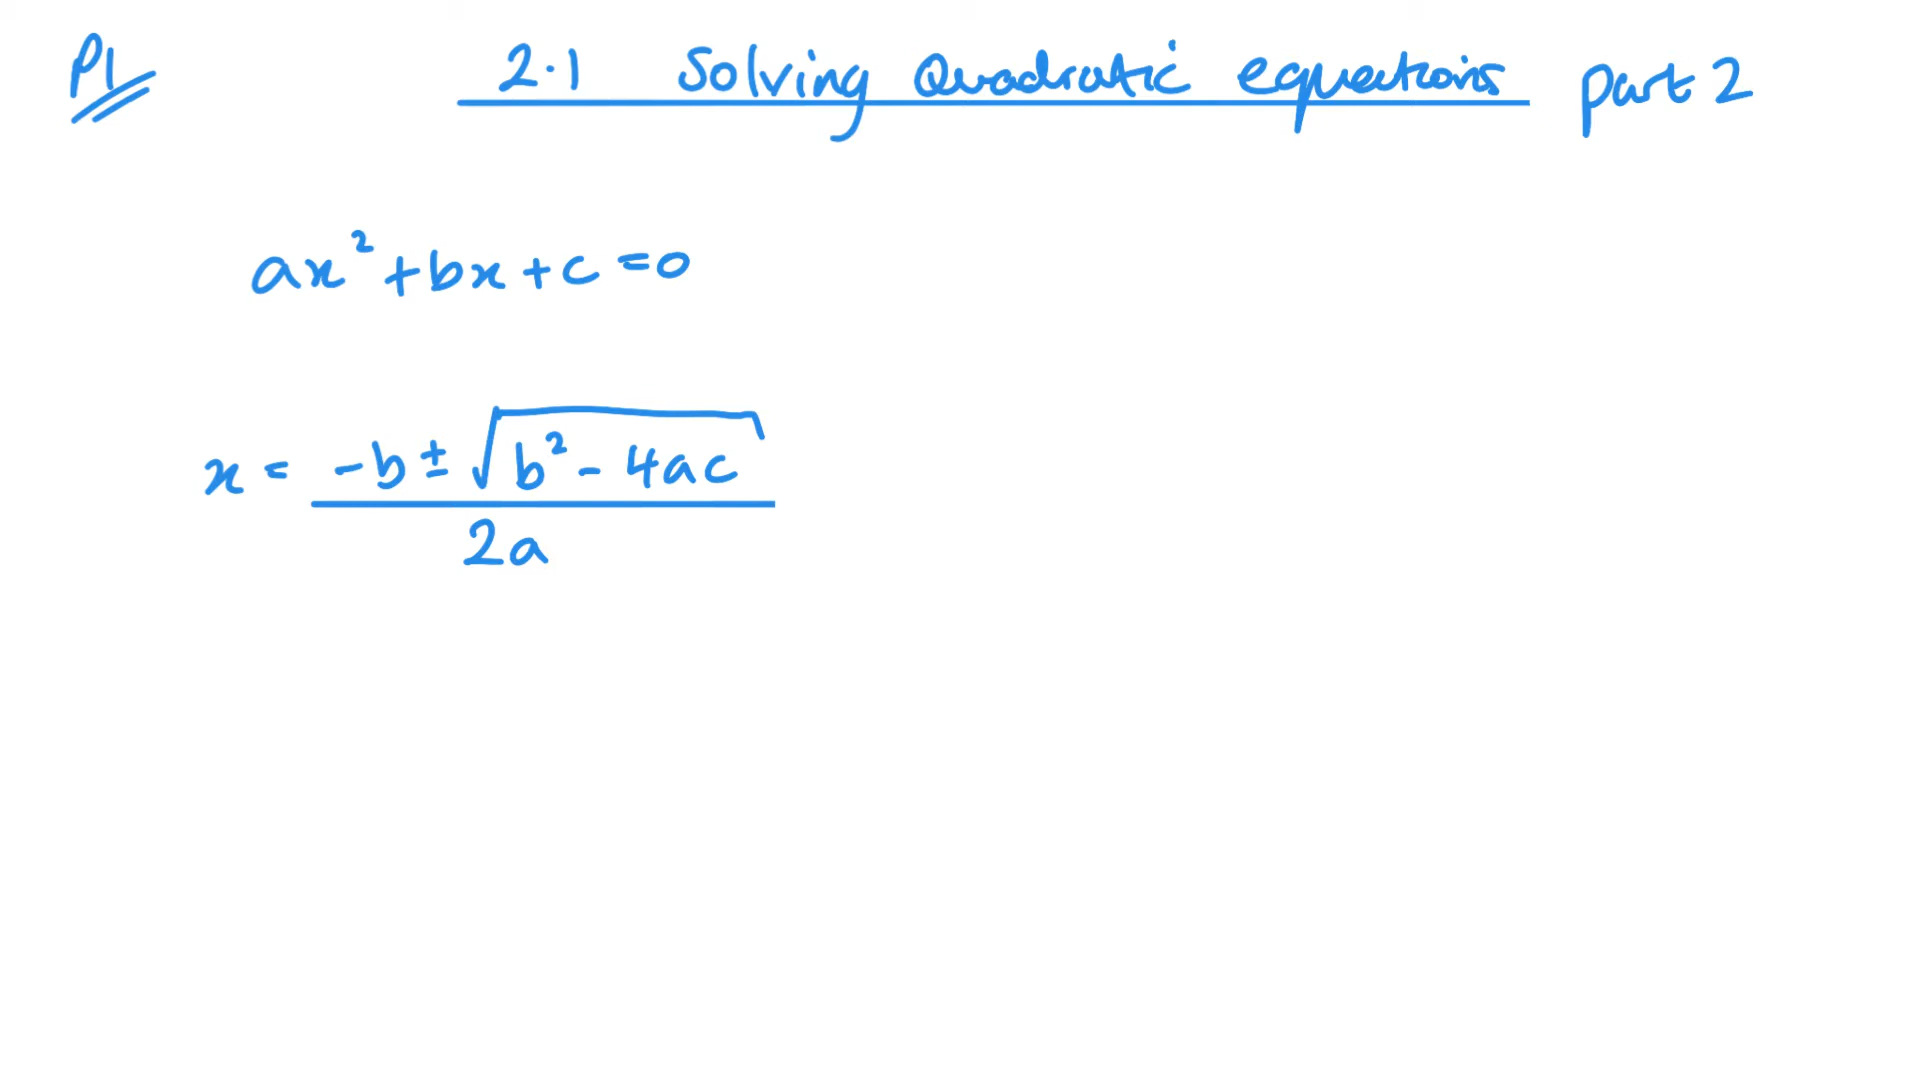 P1
2.1 Solving Quadratic equations part 2
ax² + bx + c = 0
x = -b ± √b² - 4ac
2a